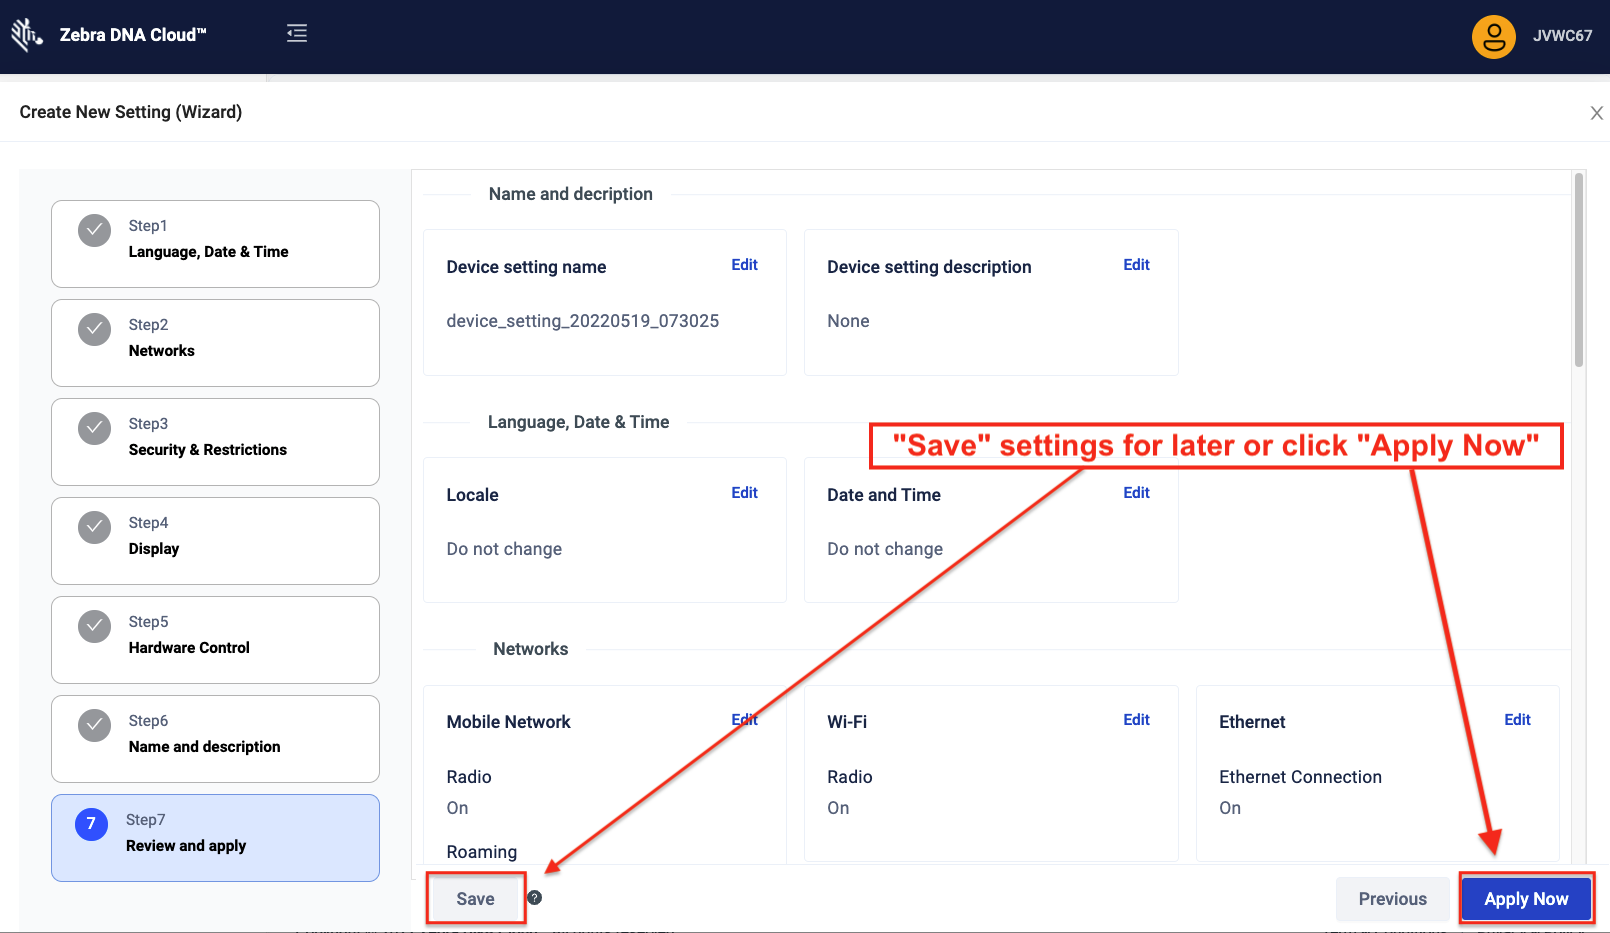 Zebra DNA Cloud™
JVWC67
Create New Setting (Wizard)
Step1
Language, Date & Time
Step2
Networks
Step3
Security & Restrictions
Step4
Display
Step5
Hardware Control
Step6
Name and description
7
Step7
Review and apply
Name and decription
Device setting name Edit
device_setting_20220519_073025
Device setting description Edit
None
Language, Date & Time
"Save" settings for later or click "Apply Now"
Locale Edit
Do not change
Date and Time Edit
Do not change
Networks
Mobile Network Edit
Radio
On
Roaming
Wi-Fi Edit
Radio
On
Ethernet Edit
Ethernet Connection
On
Save ?
Previous
Apply Now